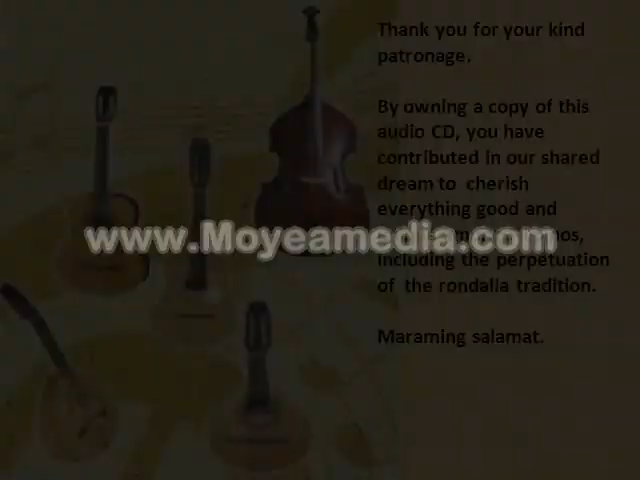 Thank you for your kind
patronage.
By owning a copy of this
audio CD, you have
contributed in our shared
dream to cherish
everything good and
www.Moyeamedia.com
including the perpetuation
of the rondalla tradition.
Maraming salamat.